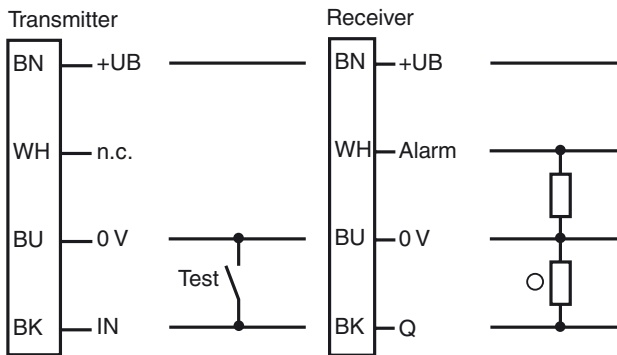 Transmitter
BN +UB
WH n.c.
BU 0 V
Test
BK IN
Receiver
BN +UB
WH Alarm
BU 0 V
BK Q